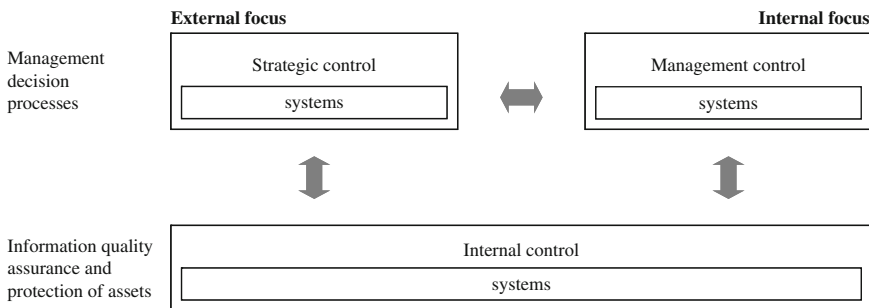 External focus
Internal focus
Management
decision
processes
Strategic control
systems
Management control
systems
Information quality
assurance and
protection of assets
Internal control
systems